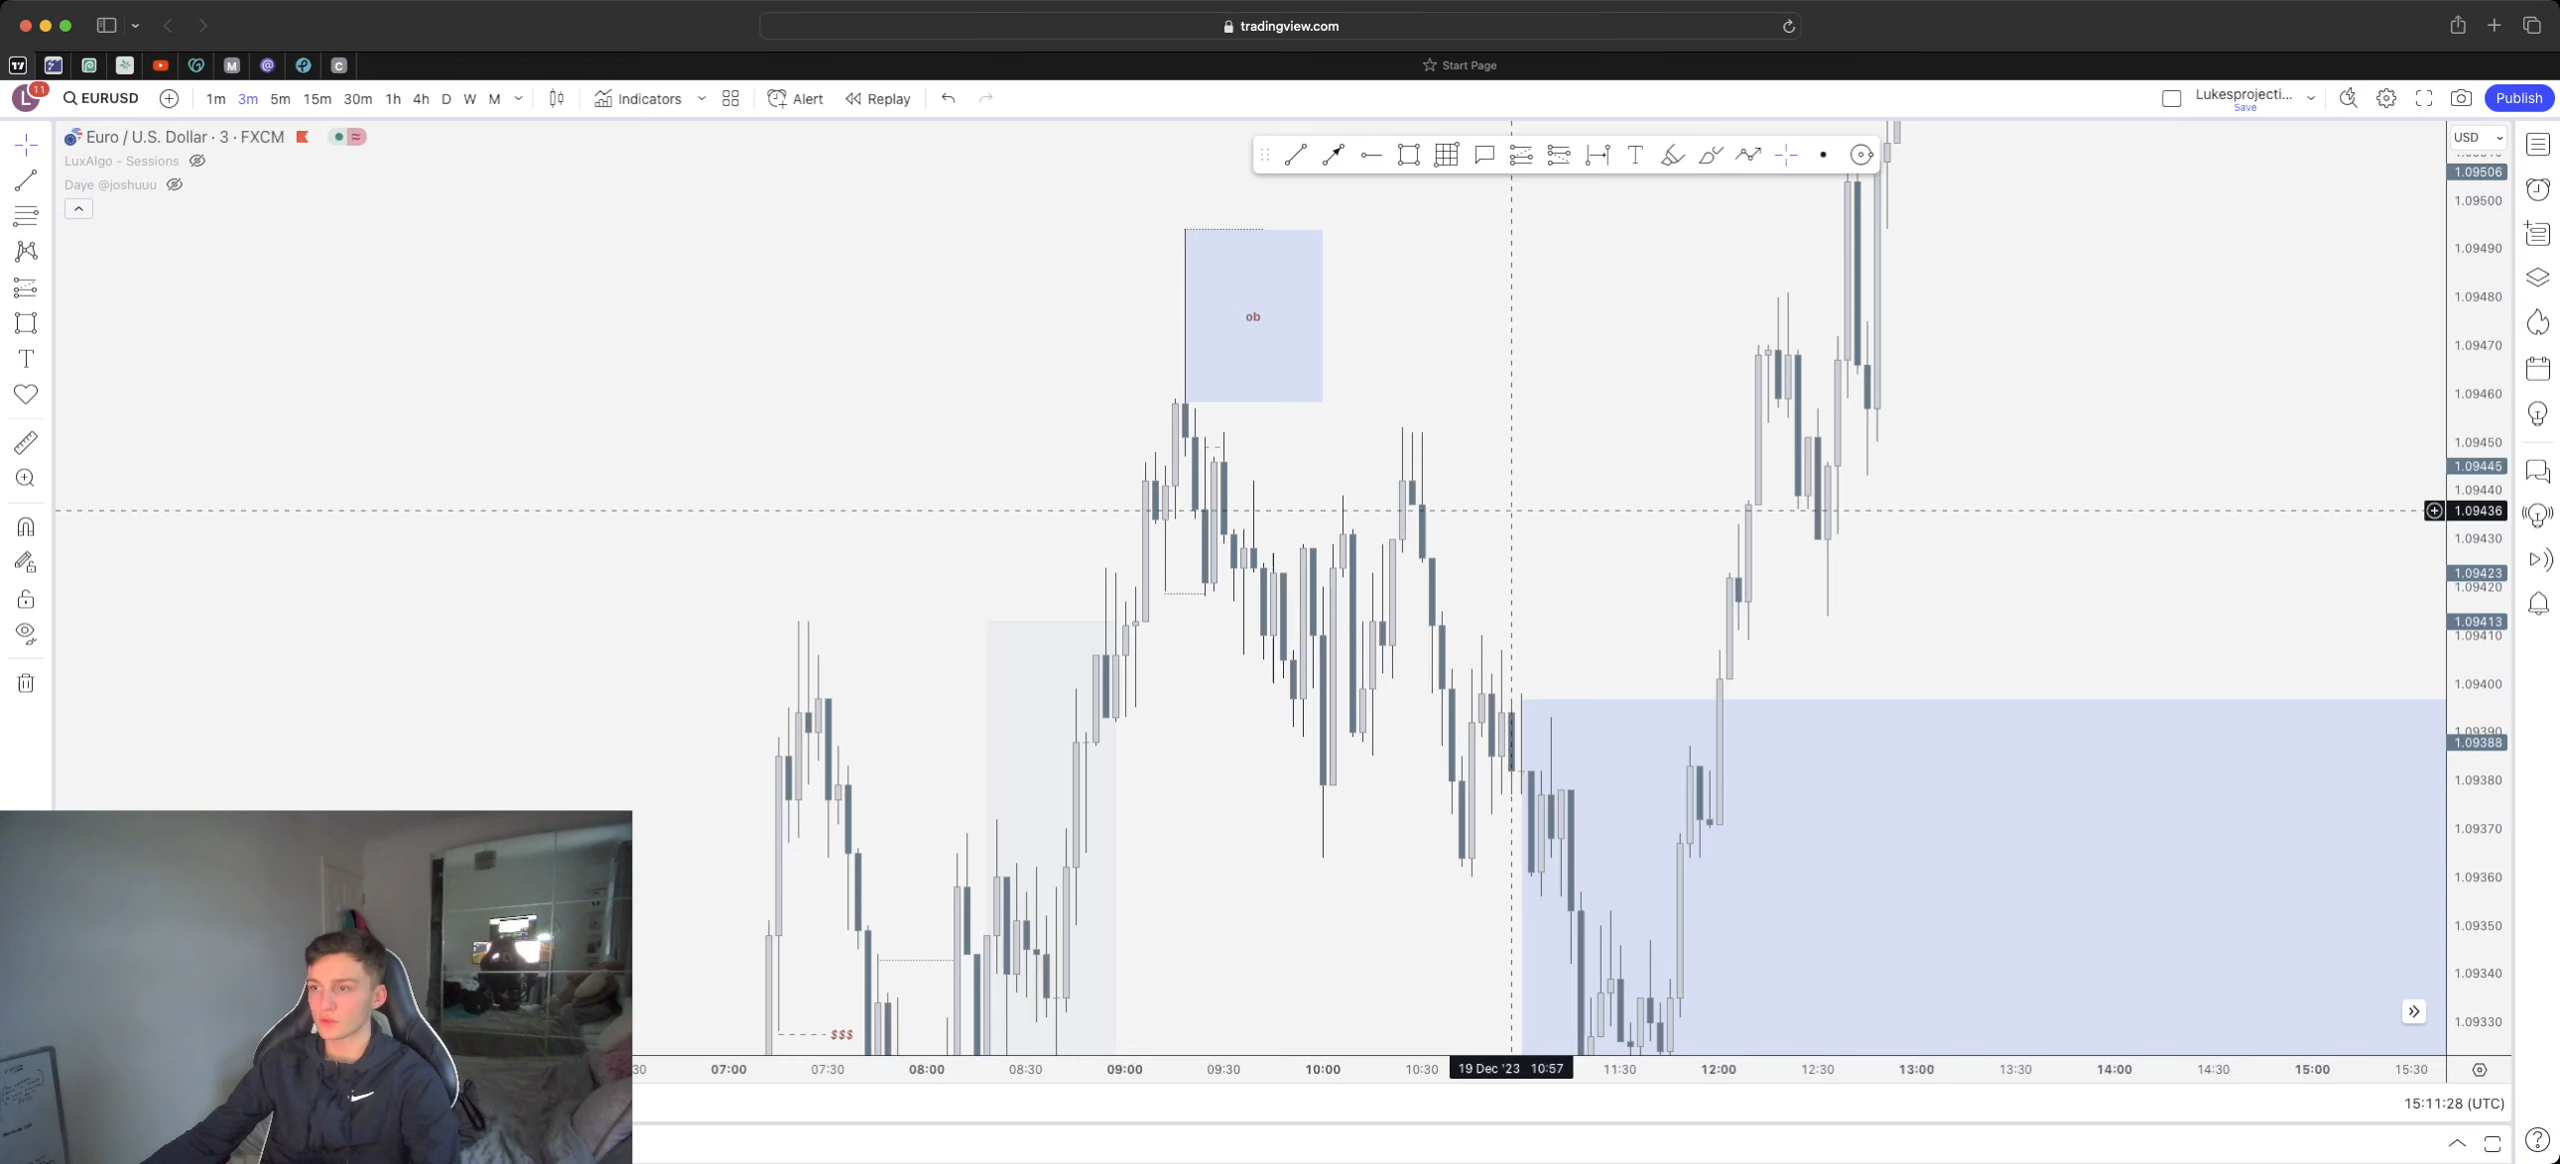 tradingview.com
Start Page
L 11 EURUSD 1m 3m 5m 15m 30m 1h 4h D W M Indicators Alert Replay Lukesprojecti... Save Publish
Euro / U.S. Dollar · 3 · FXCM
LuxAlgo - Sessions
Daye @joshuuu
USD
1.09506
1.09500
1.09490
1.09480
ob
1.09470
1.09460
1.09450
1.09445
1.09440
1.09436
1.09430
1.09423
1.09420
1.09413
1.09410
1.09400
1.09390
1.09388
1.09380
1.09370
1.09360
1.09350
1.09340
1.09330
$$$
30 07:00 07:30 08:00 08:30 09:00 09:30 10:00 10:30 19 Dec '23 10:57 11:30 12:00 12:30 13:00 13:30 14:00 14:30 15:00 15:30
15:11:28 (UTC)